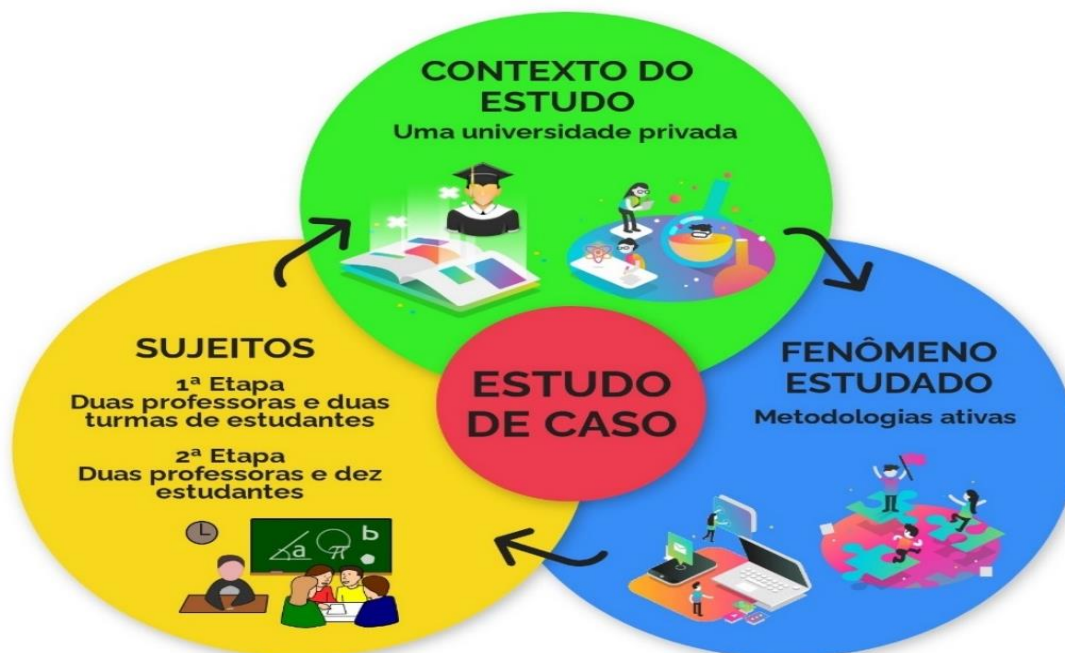 CONTEXTO DO
ESTUDO
Uma universidade privada
SUJEITOS
1ª Etapa
Duas professoras e duas
turmas de estudantes
2ª Etapa
Duas professoras e dez
estudantes
a
π
b
ESTUDO
DE CASO
FENÔMENO
ESTUDADO
Metodologias ativas